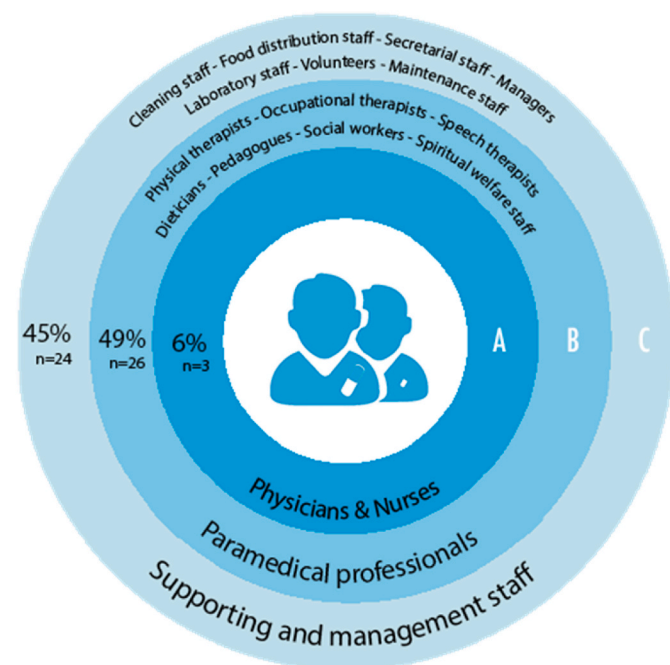 Cleaning staff - Food distribution staff - Secretarial staff - Managers
Laboratory staff - Volunteers - Maintenance staff
Physical therapists - Occupational therapists - Speech therapists
Dieticians - Pedagogues - Social workers - Spiritual welfare staff
45%
n=24
49%
n=26
6%
n=3
A
B
C
Physicians & Nurses
Paramedical professionals
Supporting and management staff